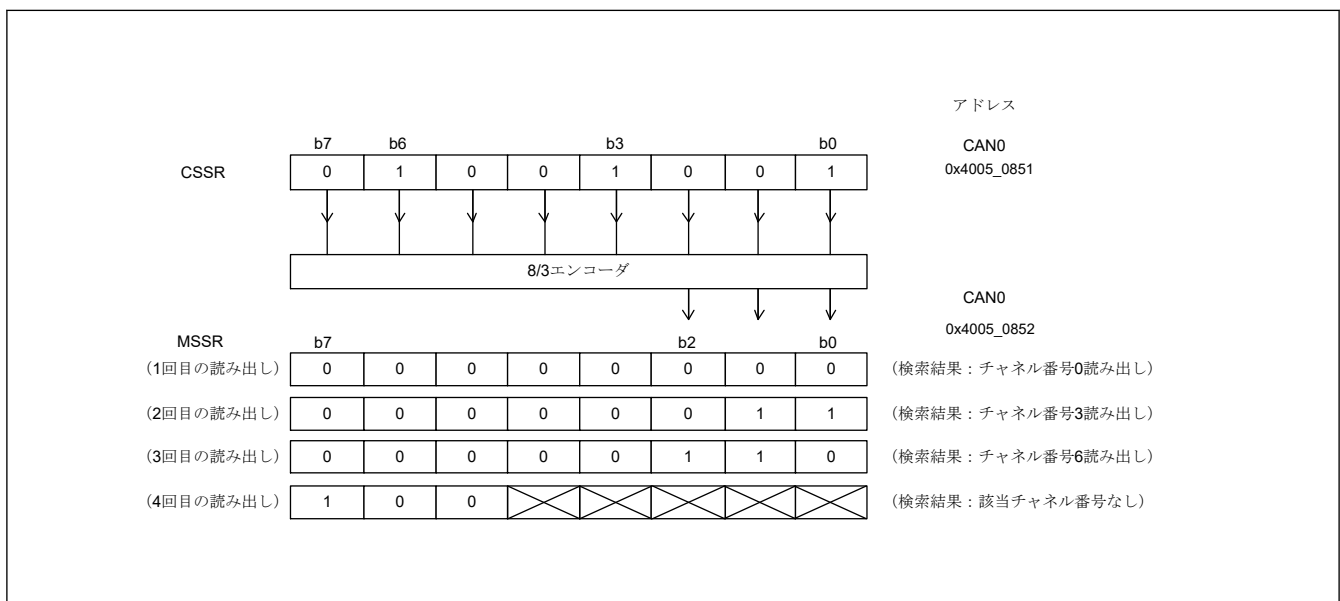 アドレス
b7 b6 b3 b0 CAN0
CSSR 0 1 0 0 1 0 0 1 0x4005_0851
8/3エンコーダ
CAN0
0x4005_0852
MSSR b7 b2 b0
（1回目の読み出し） 0 0 0 0 0 0 0 0 （検索結果：チャネル番号0読み出し）
（2回目の読み出し） 0 0 0 0 0 0 1 1 （検索結果：チャネル番号3読み出し）
（3回目の読み出し） 0 0 0 0 0 1 1 0 （検索結果：チャネル番号6読み出し）
（4回目の読み出し） 1 0 0 （検索結果：該当チャネル番号なし）